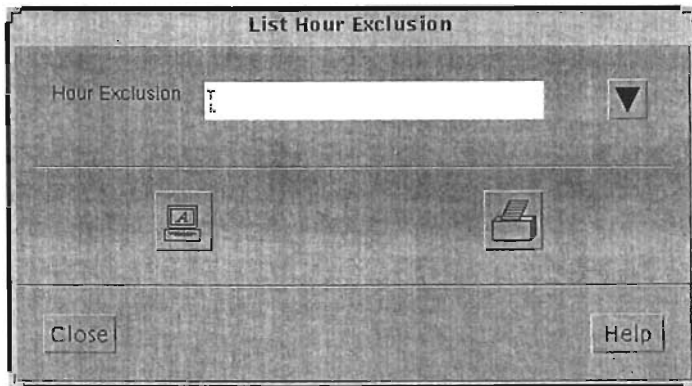 List Hour Exclusion
Hour Exclusion
A
Close
Help